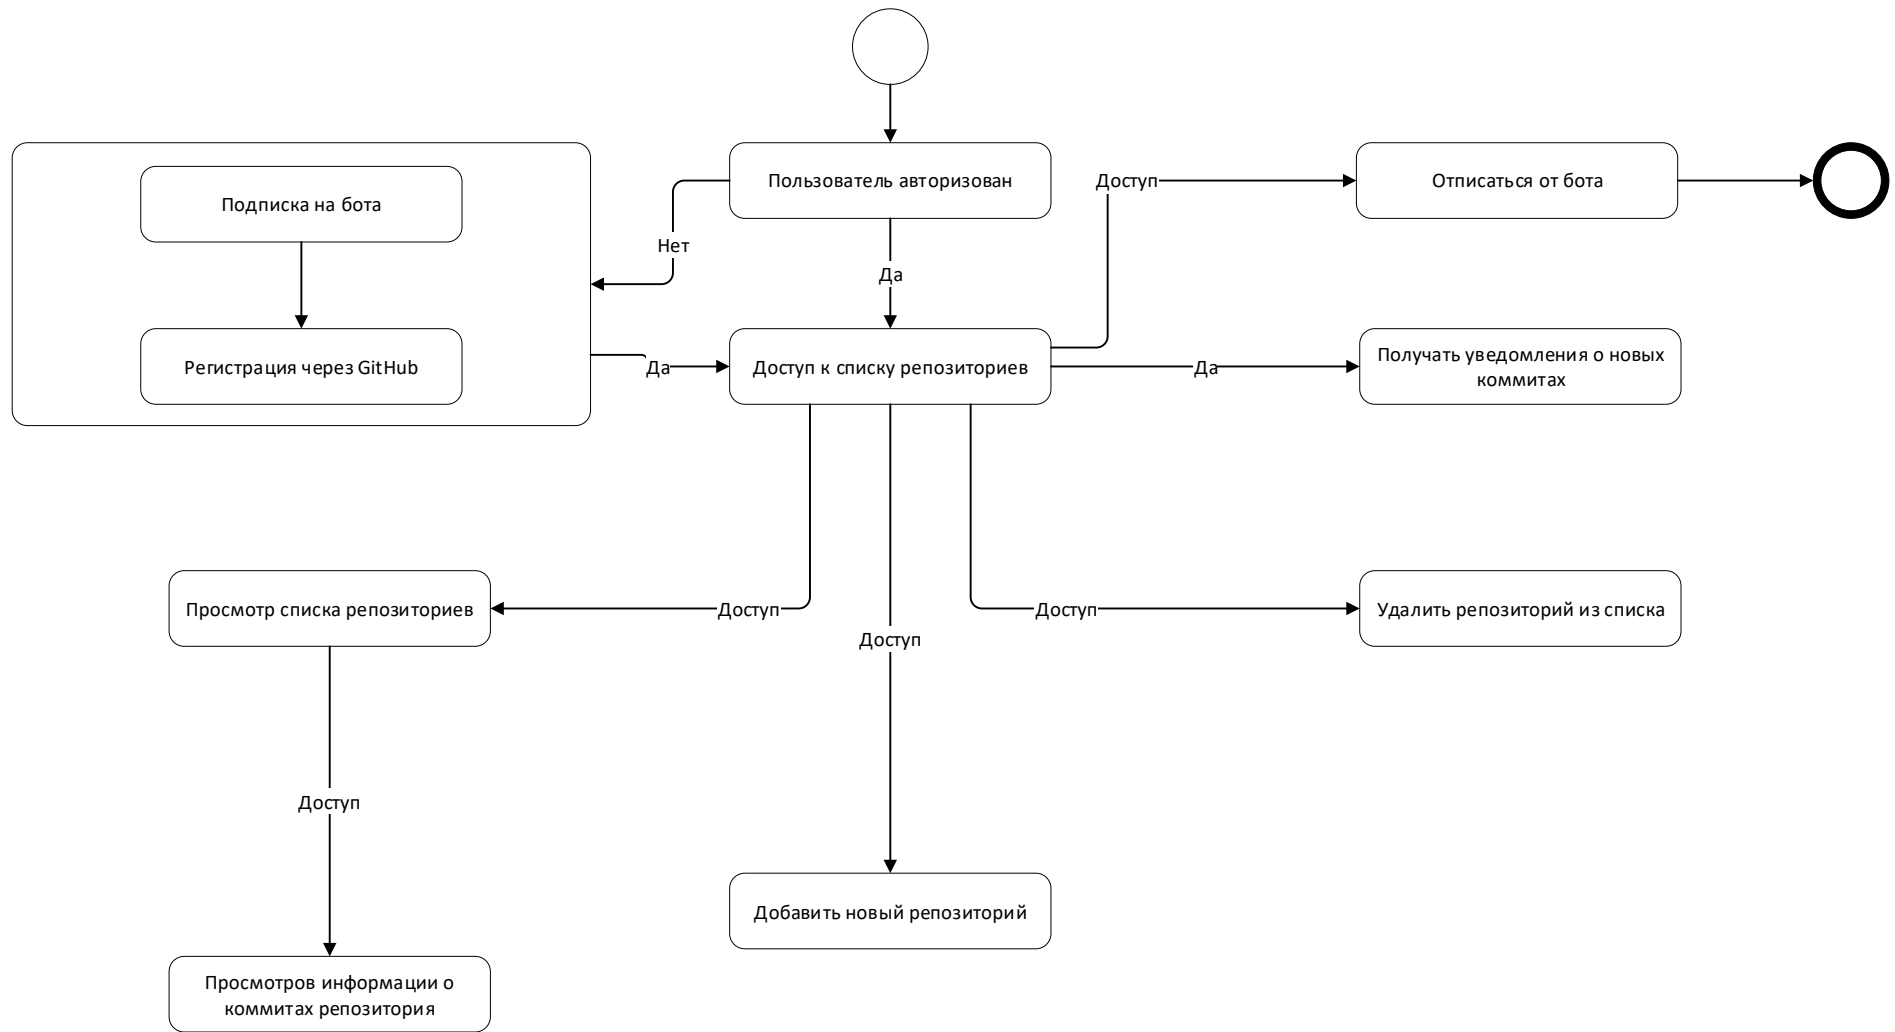 Подписка на бота
Пользователь авторизован
Доступ
Отписаться от бота
Нет
Да
Регистрация через GitHub
Да
Доступ к списку репозиториев
Да
Получать уведомления о новых
коммитах
Просмотр списка репозиториев
Доступ
Доступ
Доступ
Удалить репозиторий из списка
Доступ
Добавить новый репозиторий
Просмотров информации о
коммитах репозитория